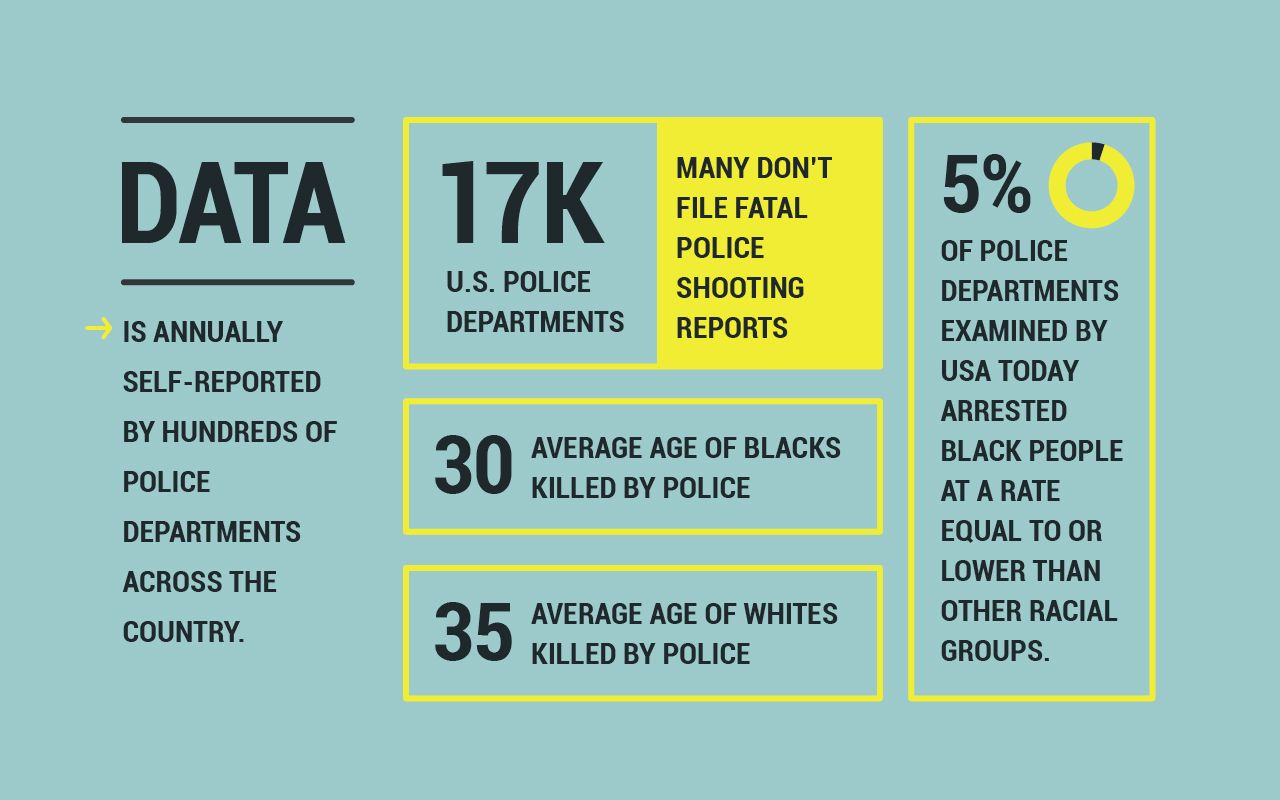 DATA
IS ANNUALLY
SELF-REPORTED
BY HUNDREDS OF
POLICE
DEPARTMENTS
ACROSS THE
COUNTRY.
17K
U.S. POLICE
DEPARTMENTS
MANY DON'T
FILE FATAL
POLICE
SHOOTING
REPORTS
30
AVERAGE AGE OF BLACKS
KILLED BY POLICE
35
AVERAGE AGE OF WHITES
KILLED BY POLICE
5%
OF POLICE
DEPARTMENTS
EXAMINED BY
USA TODAY
ARRESTED
BLACK PEOPLE
AT A RATE
EQUAL TO OR
LOWER THAN
OTHER RACIAL
GROUPS.